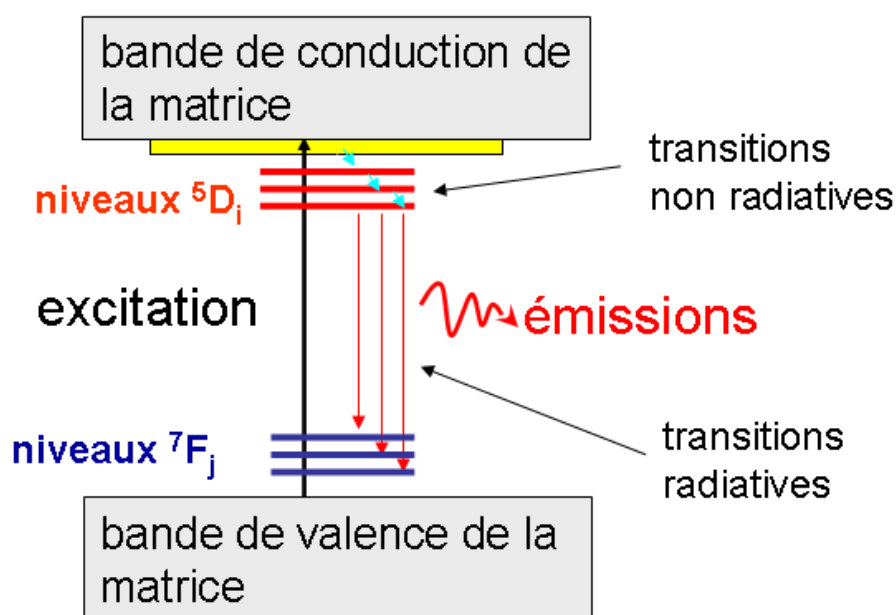 bande de conduction de
la matrice
transitions
non radiatives
niveaux ⁵Dᵢ
excitation
émissions
niveaux ⁷Fⱼ
transitions
radiatives
bande de valence de la
matrice